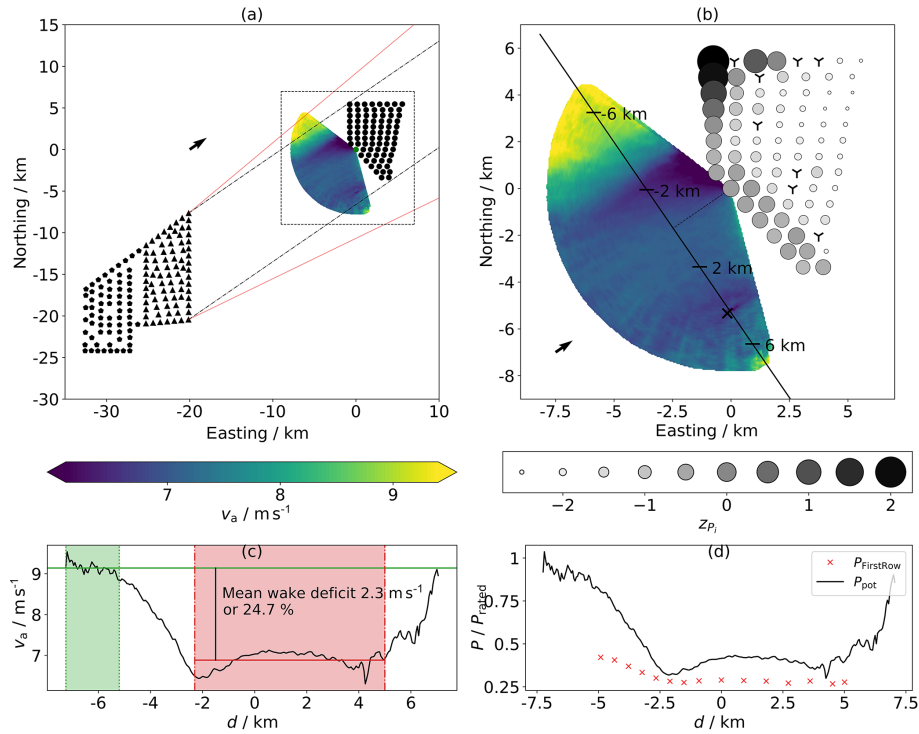 (a)
15
10
5
0
-5
-10
-15
-20
-25
-30
Northing / km
-30
-20
-10
0
10
Easting / km
(b)
6
4
2
0
-2
-4
-6
-8
Northing / km
-6 km
-2 km
2 km
6 km
-7.5
-5
-2.5
0
2.5
5
Easting / km
7
8
9
vₐ / m s⁻¹
−2
−1
0
1
2
z_{P_i}
(c)
9
8
7
vₐ / m s⁻¹
Mean wake deficit 2.3 m s⁻¹
or 24.7 %
-6
-4
-2
0
2
4
6
d / km
(d)
1
0.75
0.5
0.25
P / P_rated
P_FirstRow
P_pot
-7.5
-5
-2.5
0
2.5
5
7.5
d / km